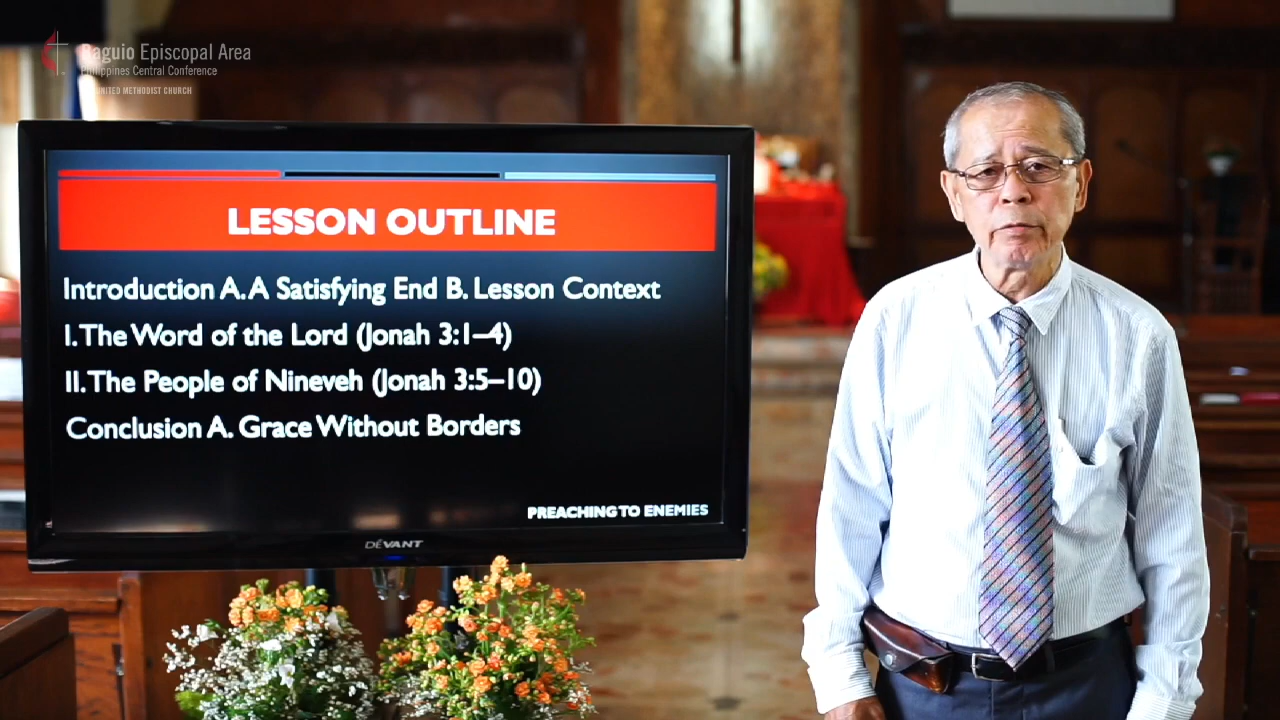 Baguio Episcopal Area
Philippines Central Conference
UNITED METHODIST CHURCH
LESSON OUTLINE
Introduction A. A Satisfying End B. Lesson Context
I. The Word of the Lord (Jonah 3:1–4)
II. The People of Nineveh (Jonah 3:5–10)
Conclusion A. Grace Without Borders
PREACHING TO ENEMIES
DEVANT